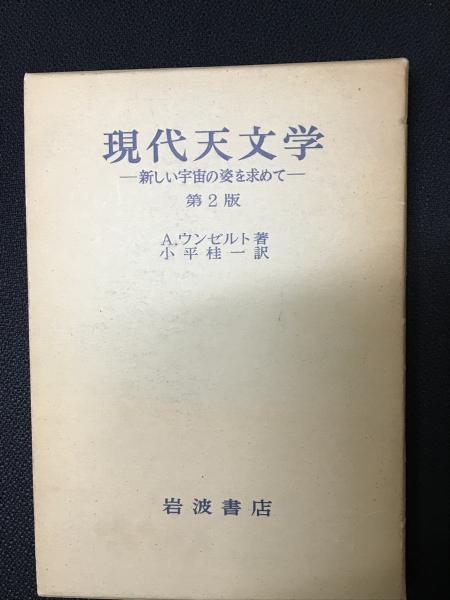 現代天文学
―新しい宇宙の姿を求めて―
第2版
A.ウンゼルト著
小平桂一訳
岩波書店